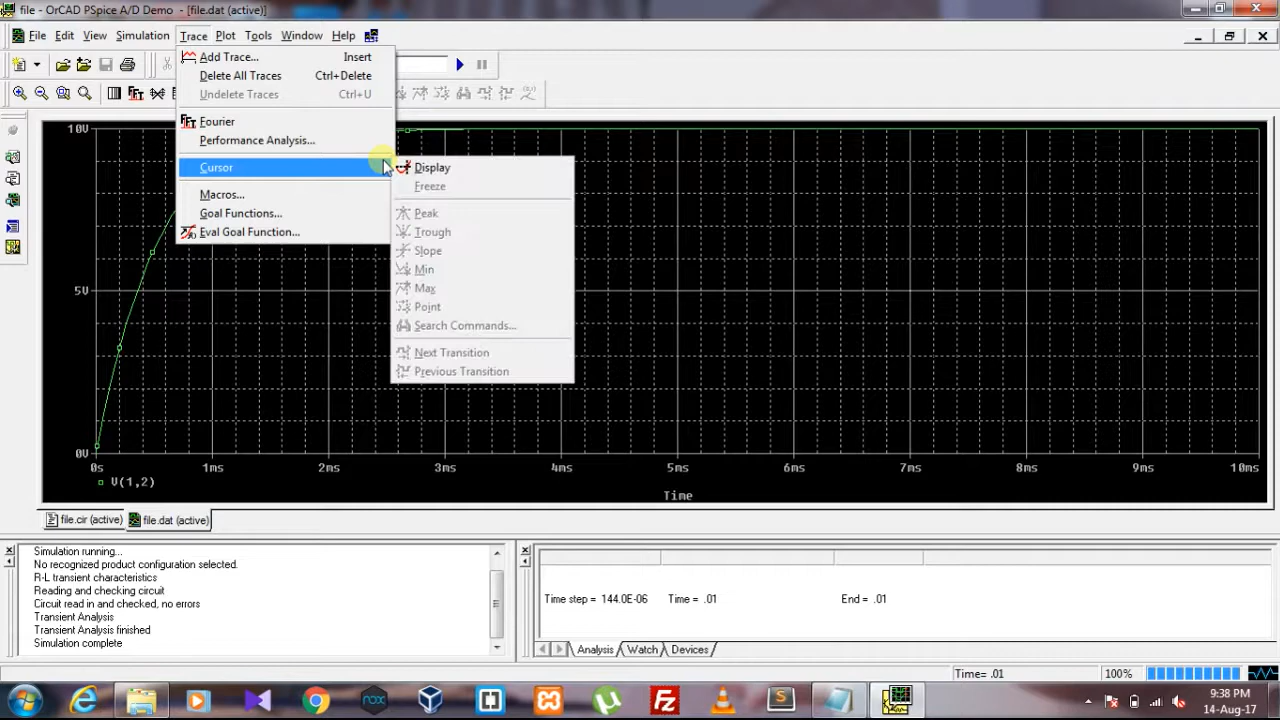 file - OrCAD PSpice A/D Demo - [file.dat (active)]
File Edit View Simulation Trace Plot Tools Window Help
Add Trace... Insert
Delete All Traces Ctrl+Delete
Undelete Traces Ctrl+U
Fourier
Performance Analysis...
Cursor
Macros...
Goal Functions...
Eval Goal Function...
Display
Freeze
Peak
Trough
Slope
Min
Max
Point
Search Commands...
Next Transition
Previous Transition
10V
5V
0V
0s 1ms 2ms 3ms 4ms 5ms 6ms 7ms 8ms 9ms 10ms
V(1,2)
Time
file.cir (active) file.dat (active)
Simulation running...
No recognized product configuration selected.
R-L transient characteristics
Reading and checking circuit
Circuit read in and checked, no errors
Transient Analysis
Transient Analysis finished
Simulation complete
Time step = 144.0E-06 Time = .01 End = .01
Analysis Watch Devices
Time= .01 100%
9:38 PM
14-Aug-17